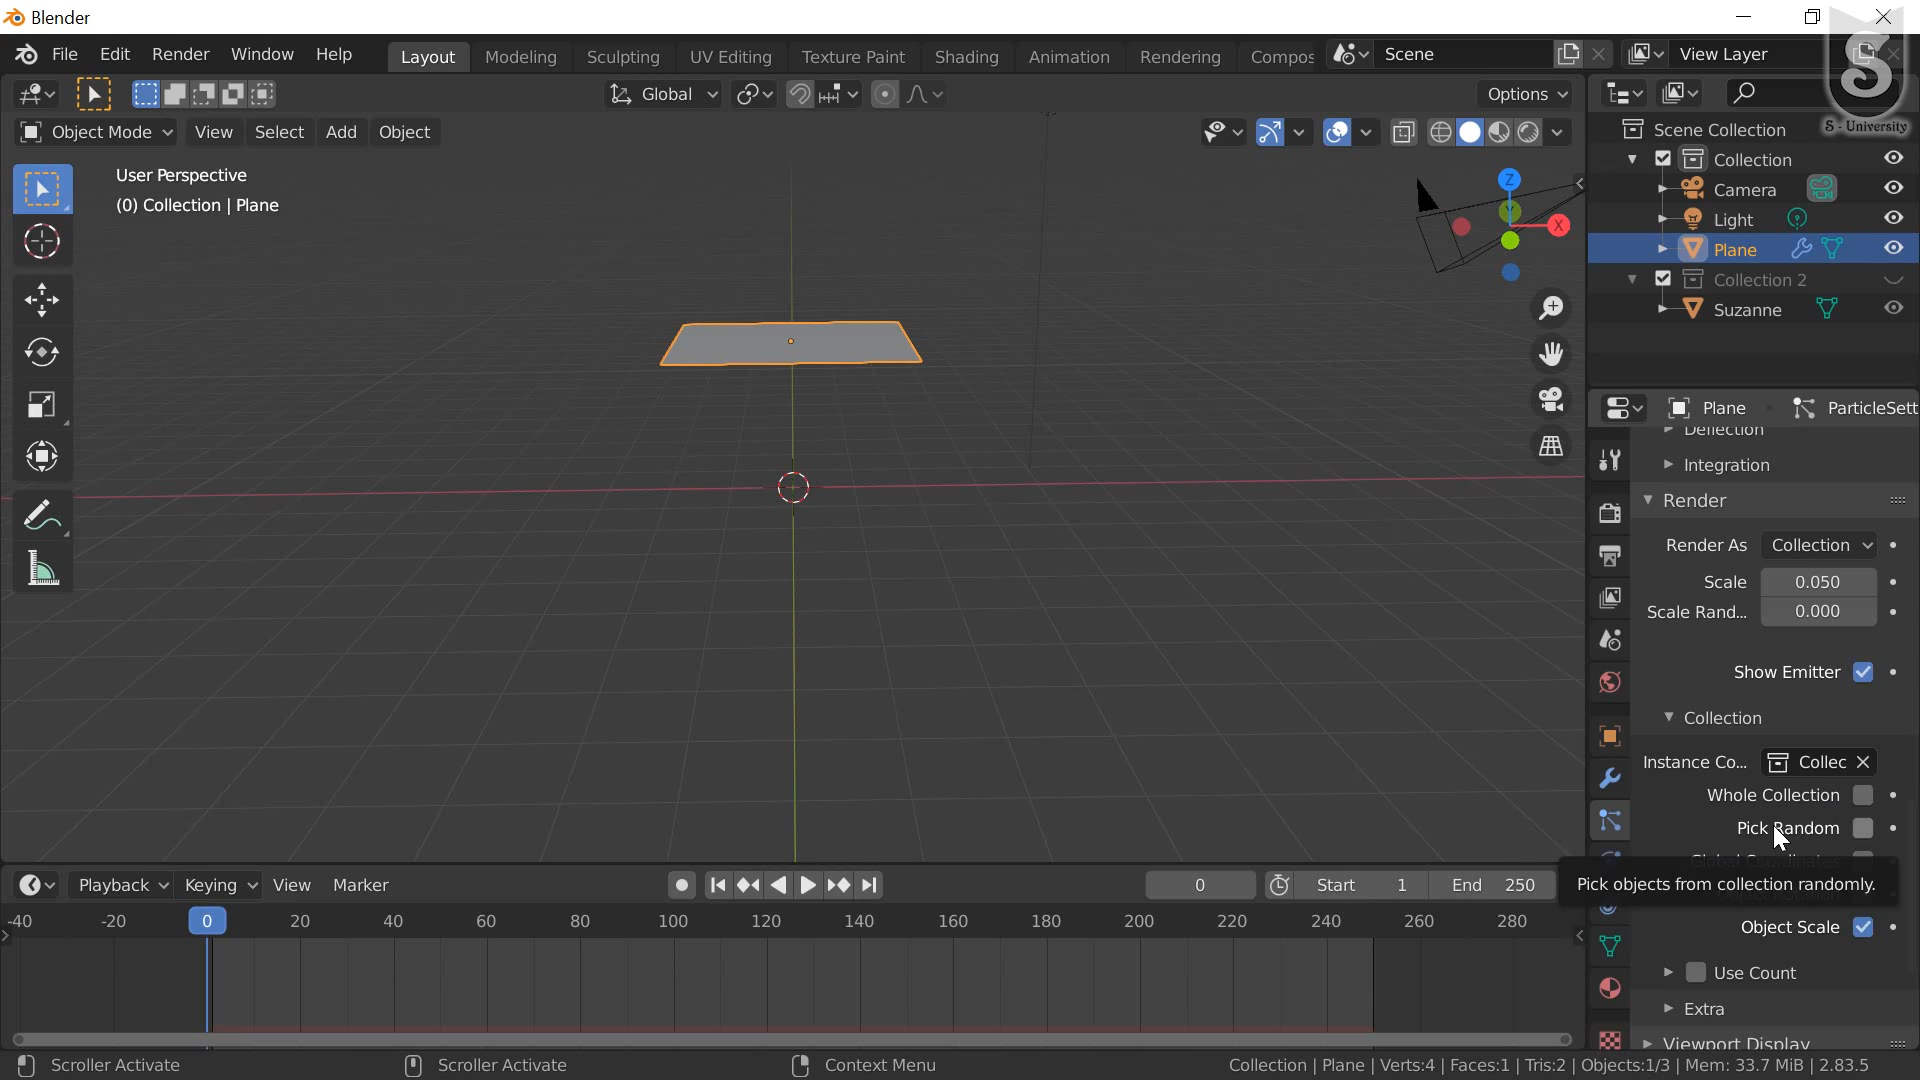 Blender
File Edit Render Window Help Layout Modeling Sculpting UV Editing Texture Paint Shading Animation Rendering Compos Scene View Layer
Global Options
Object Mode View Select Add Object
S
S - University
User Perspective
(0) Collection | Plane
Z
Y
X
Scene Collection
Collection
Camera
Light
Plane
Collection 2
Suzanne
Plane ParticleSett
Deflection
Integration
Render
Render As Collection
Scale 0.050
Scale Rand... 0.000
Show Emitter
Collection
Instance Co... Collec
Whole Collection
Pick Random
Global Coordinates
Pick objects from collection randomly.
Object Scale
Use Count
Extra
Viewport Display
Playback Keying View Marker 0 Start 1 End 250
-40 -20 0 20 40 60 80 100 120 140 160 180 200 220 240 260 280
Scroller Activate Scroller Activate Context Menu Collection | Plane | Verts:4 | Faces:1 | Tris:2 | Objects:1/3 | Mem: 33.7 MiB | 2.83.5